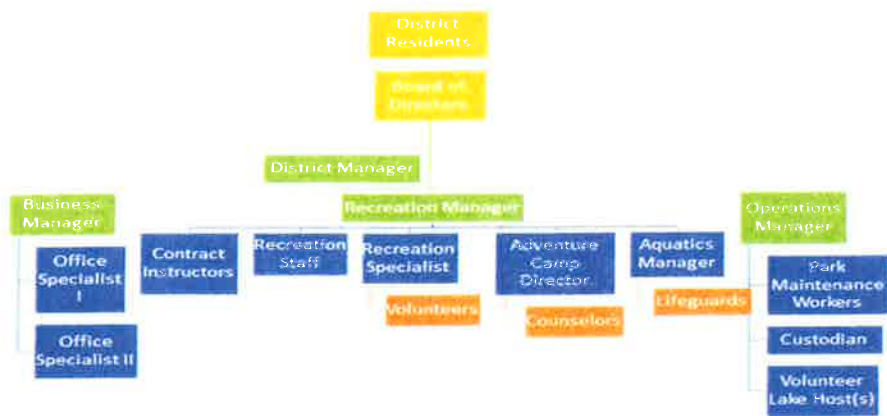 District
Residents
Board of
Directors
District Manager
Business
Manager
Recreation Manager
Operations
Manager
Office
Specialist
I
Contract
Instructors
Recreation
Staff
Recreation
Specialist
Adventure
Camp
Director
Aquatics
Manager
Park
Maintenance
Workers
Volunteers
Counselors
Lifeguards
Office
Specialist II
Custodian
Volunteer
Lake Host(s)